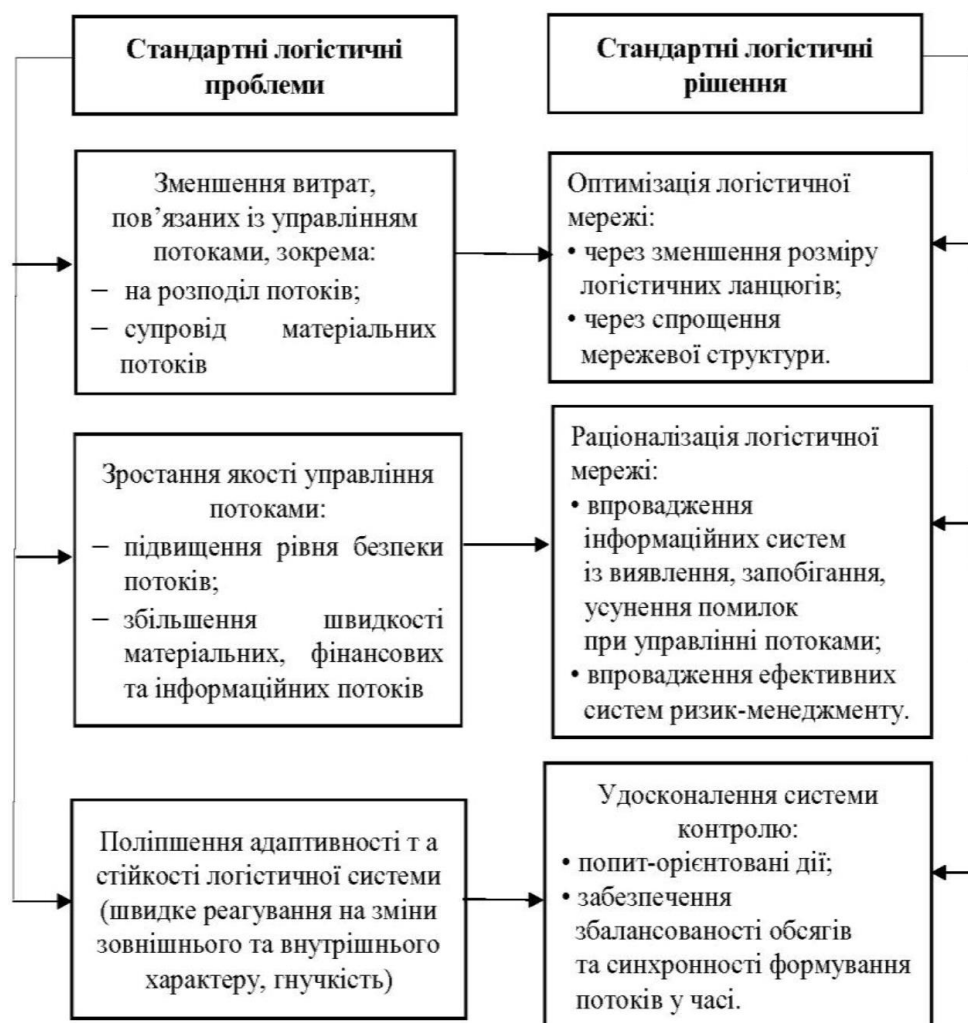 Стандартні логістичні
проблеми
Стандартні логістичні
рішення
Зменшення витрат,
пов’язаних із управлінням
потоками, зокрема:
– на розподіл потоків;
– супровід матеріальних
потоків
Оптимізація логістичної
мережі:
• через зменшення розміру
логістичних ланцюгів;
• через спрощення
мережевої структури.
Зростання якості управління
потоками:
– підвищення рівня безпеки
потоків;
– збільшення швидкості
матеріальних, фінансових
та інформаційних потоків
Раціоналізація логістичної
мережі:
• впровадження
інформаційних систем
із виявлення, запобігання,
усунення помилок
при управлінні потоками;
• впровадження ефективних
систем ризик-менеджменту.
Поліпшення адаптивності т а
стійкості логістичної системи
(швидке реагування на зміни
зовнішнього та внутрішнього
характеру, гнучкість)
Удосконалення системи
контролю:
• попит-орієнтовані дії;
• забезпечення
збалансованості обсягів
та синхронності формування
потоків у часі.